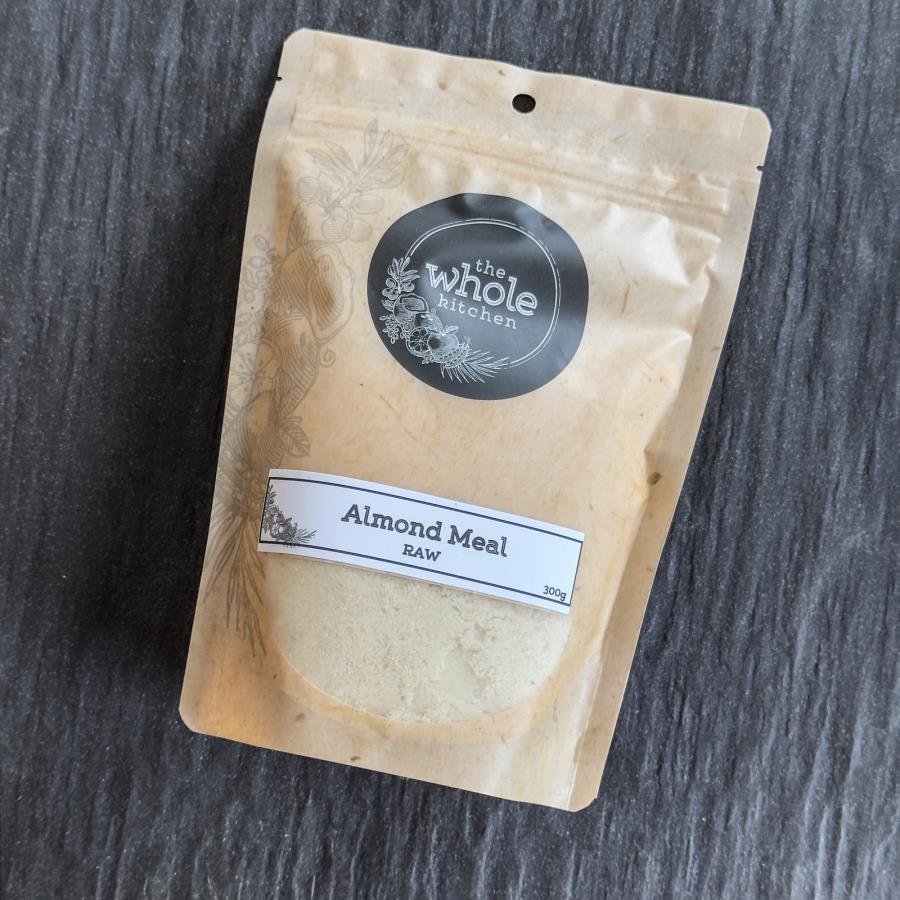 the
whole
kitchen
Almond Meal
RAW
300g